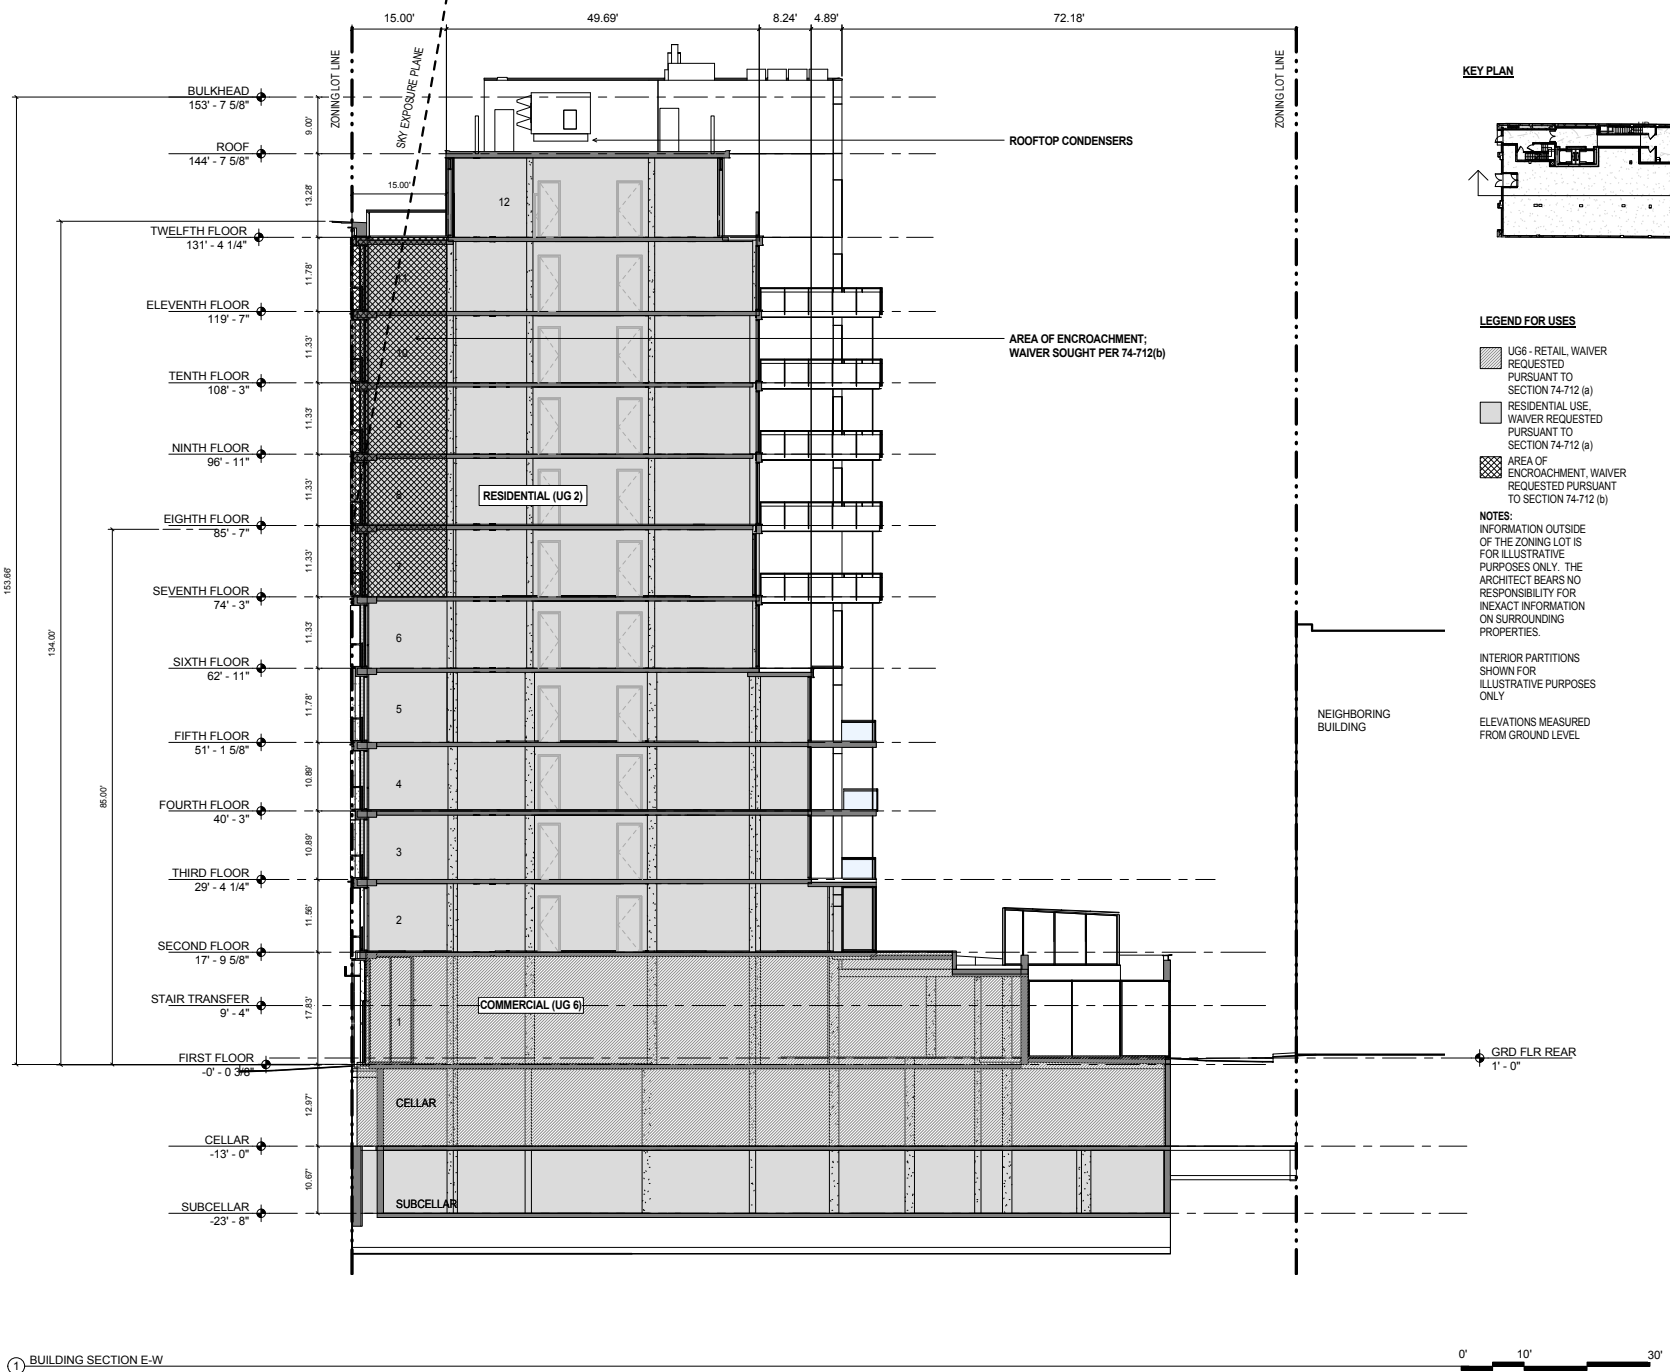 15.00'
49.69'
8.24'
4.89'
72.18'
ZONING LOT LINE
SKY EXPOSURE PLANE
ZONING LOT LINE
KEY PLAN
BULKHEAD
153' - 7 5/8"
9.00'
ROOFTOP CONDENSERS
ROOF
144' - 7 5/8"
13.28'
15.00'
12
TWELFTH FLOOR
131' - 4 1/4"
11.78'
ELEVENTH FLOOR
119' - 7"
11.33'
10
AREA OF ENCROACHMENT;
WAIVER SOUGHT PER 74-712(b)
TENTH FLOOR
108' - 3"
11.33'
9
NINTH FLOOR
96' - 11"
11.33'
8
RESIDENTIAL (UG 2)
EIGHTH FLOOR
85' - 7"
11.33'
7
SEVENTH FLOOR
74' - 3"
11.33'
6
SIXTH FLOOR
62' - 11"
11.78'
5
FIFTH FLOOR
51' - 1 5/8"
10.89'
4
FOURTH FLOOR
40' - 3"
10.89'
3
THIRD FLOOR
29' - 4 1/4"
11.56'
2
SECOND FLOOR
17' - 9 5/8"
STAIR TRANSFER
9' - 4"
17.83'
COMMERCIAL (UG 6)
1
FIRST FLOOR
-0' - 0 3/8"
12.97'
CELLAR
CELLAR
-13' - 0"
10.67'
SUBCELLAR
SUBCELLAR
-23' - 8"
153.66'
134.00'
85.00'
LEGEND FOR USES
UG6 - RETAIL, WAIVER
REQUESTED
PURSUANT TO
SECTION 74-712 (a)
RESIDENTIAL USE,
WAIVER REQUESTED
PURSUANT TO
SECTION 74-712 (a)
AREA OF
ENCROACHMENT, WAIVER
REQUESTED PURSUANT
TO SECTION 74-712 (b)
NOTES:
INFORMATION OUTSIDE
OF THE ZONING LOT IS
FOR ILLUSTRATIVE
PURPOSES ONLY. THE
ARCHITECT BEARS NO
RESPONSIBILITY FOR
INEXACT INFORMATION
ON SURROUNDING
PROPERTIES.
INTERIOR PARTITIONS
SHOWN FOR
ILLUSTRATIVE PURPOSES
ONLY
ELEVATIONS MEASURED
FROM GROUND LEVEL
NEIGHBORING
BUILDING
GRD FLR REAR
1' - 0"
1 BUILDING SECTION E-W
0' 10' 30'